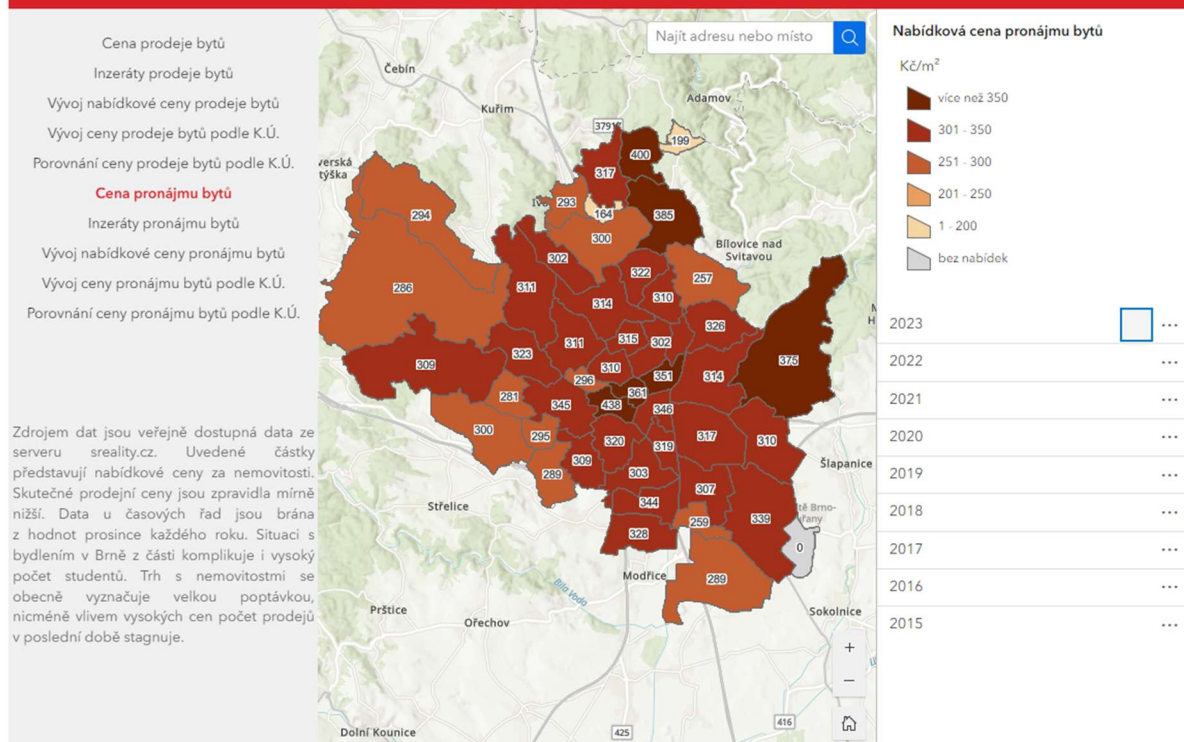 Cena prodeje bytů
Inzeráty prodeje bytů
Vývoj nabídkové ceny prodeje bytů
Vývoj ceny prodeje bytů podle K.Ú.
Porovnání ceny prodeje bytů podle K.Ú.
Cena pronájmu bytů
Inzeráty pronájmu bytů
Vývoj nabídkové ceny pronájmu bytů
Vývoj ceny pronájmu bytů podle K.Ú.
Porovnání ceny pronájmu bytů podle K.Ú.
Zdrojem dat jsou veřejně dostupná data ze
serveru sreality.cz. Uvedené částky
představují nabídkové ceny za nemovitosti.
Skutečné prodejní ceny jsou zpravidla mírně
nižší. Data u časových řad jsou brána
z hodnot prosince každého roku. Situaci s
bydlením v Brně z části komplikuje i vysoký
počet studentů. Trh s nemovitostmi se
obecně vyznačuje velkou poptávkou,
nicméně vlivem vysokých cen počet prodejů
v poslední době stagnuje.
Najít adresu nebo místo
Čebín
Kuřim
Adamov
199
400
317
294
293
164
385
300
Bílovice nad
Svitavou
302
322
257
286
311
310
314
326
311
315
302
323
375
309
310
314
296
351
361
281
438
345
346
300
295
320
317
310
319
309
Šlapanice
289
303
307
Střelice
344
339
259
328
0
Modřice
289
Bílá Voda
Prštice
Ořechov
Sokolnice
+
−
416
425
Dolní Kounice
Nabídková cena pronájmu bytů
Kč/m²
více než 350
301 - 350
251 - 300
201 - 250
1 - 200
bez nabídek
2023 ...
2022 ...
2021 ...
2020 ...
2019 ...
2018 ...
2017 ...
2016 ...
2015 ...